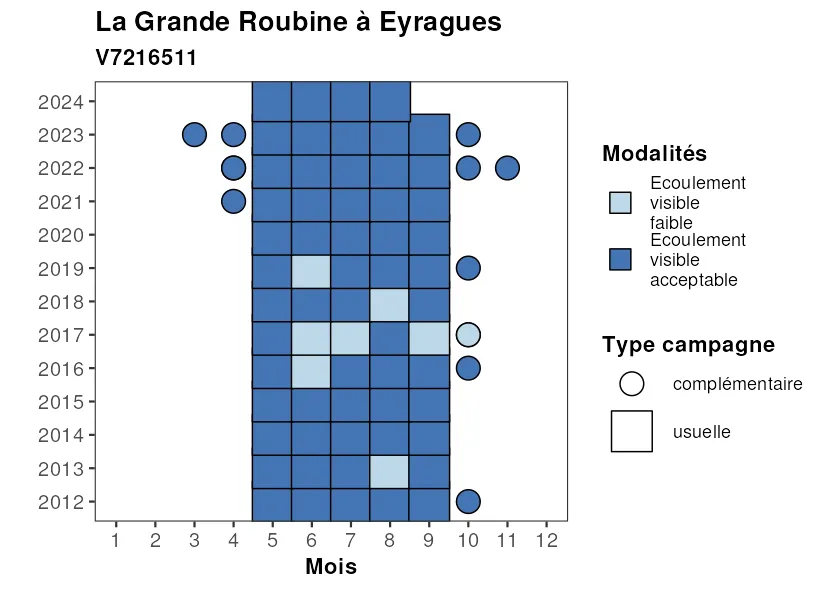 La Grande Roubine à Eyragues
V7216511
2024
2023
2022
2021
2020
2019
2018
2017
2016
2015
2014
2013
2012
1 2 3 4 5 6 7 8 9 10 11 12
Mois
Modalités
Ecoulement
visible
faible
Ecoulement
visible
acceptable
Type campagne
complémentaire
usuelle